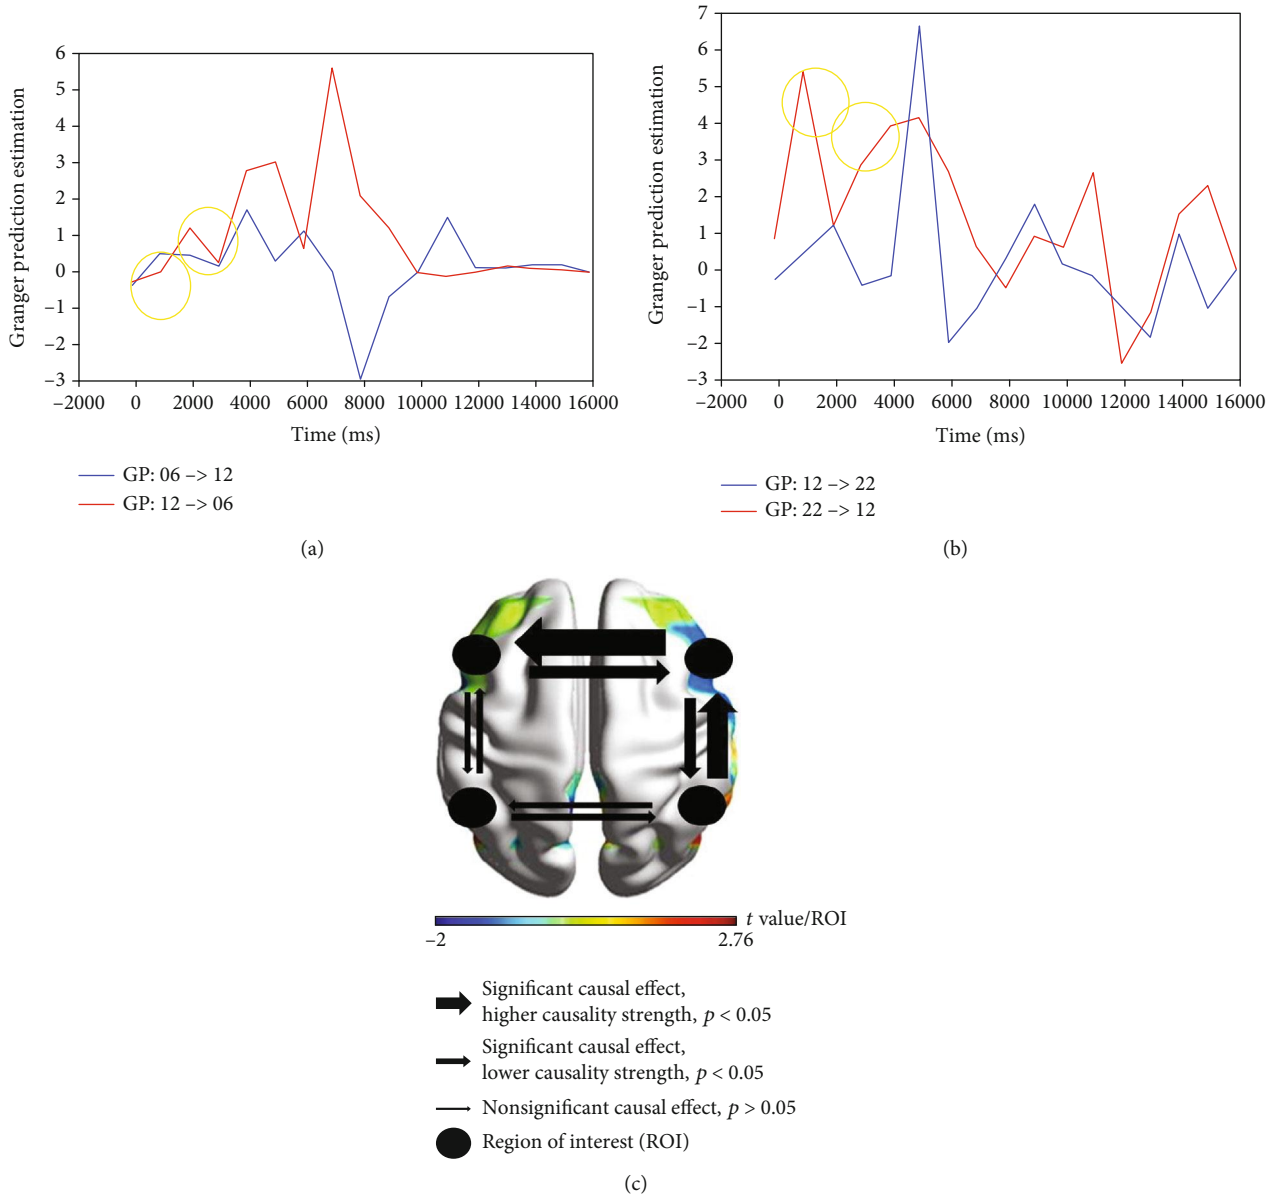 6
5
4
3
2
1
0
−1
−2
−3
Granger prediction estimation
−2000 0 2000 4000 6000 8000 10000 12000 14000 16000
Time (ms)
GP: 06 –> 12
GP: 12 –> 06
(a)
7
6
5
4
3
2
1
0
−1
−2
−3
Granger prediction estimation
−2000 0 2000 4000 6000 8000 10000 12000 14000 16000
Time (ms)
GP: 12 –> 22
GP: 22 –> 12
(b)
t value/ROI
−2 2.76
Significant causal effect,
higher causality strength, p < 0.05
Significant causal effect,
lower causality strength, p < 0.05
Nonsignificant causal effect, p > 0.05
Region of interest (ROI)
(c)